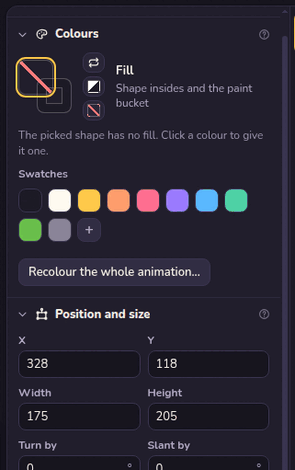 Colours
Fill
Shape insides and the paint
bucket
The picked shape has no fill. Click a colour to give
it one.
Swatches
+
Recolour the whole animation...
Position and size
X Y
328 118
Width Height
175 205
Turn by Slant by
0 ° 0 °